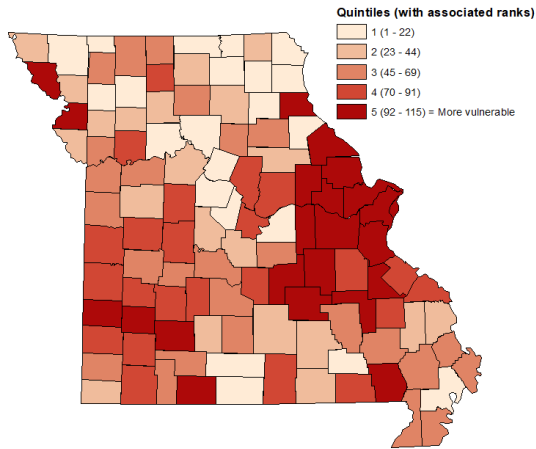 Quintiles (with associated ranks)
1 (1 - 22)
2 (23 - 44)
3 (45 - 69)
4 (70 - 91)
5 (92 - 115) = More vulnerable